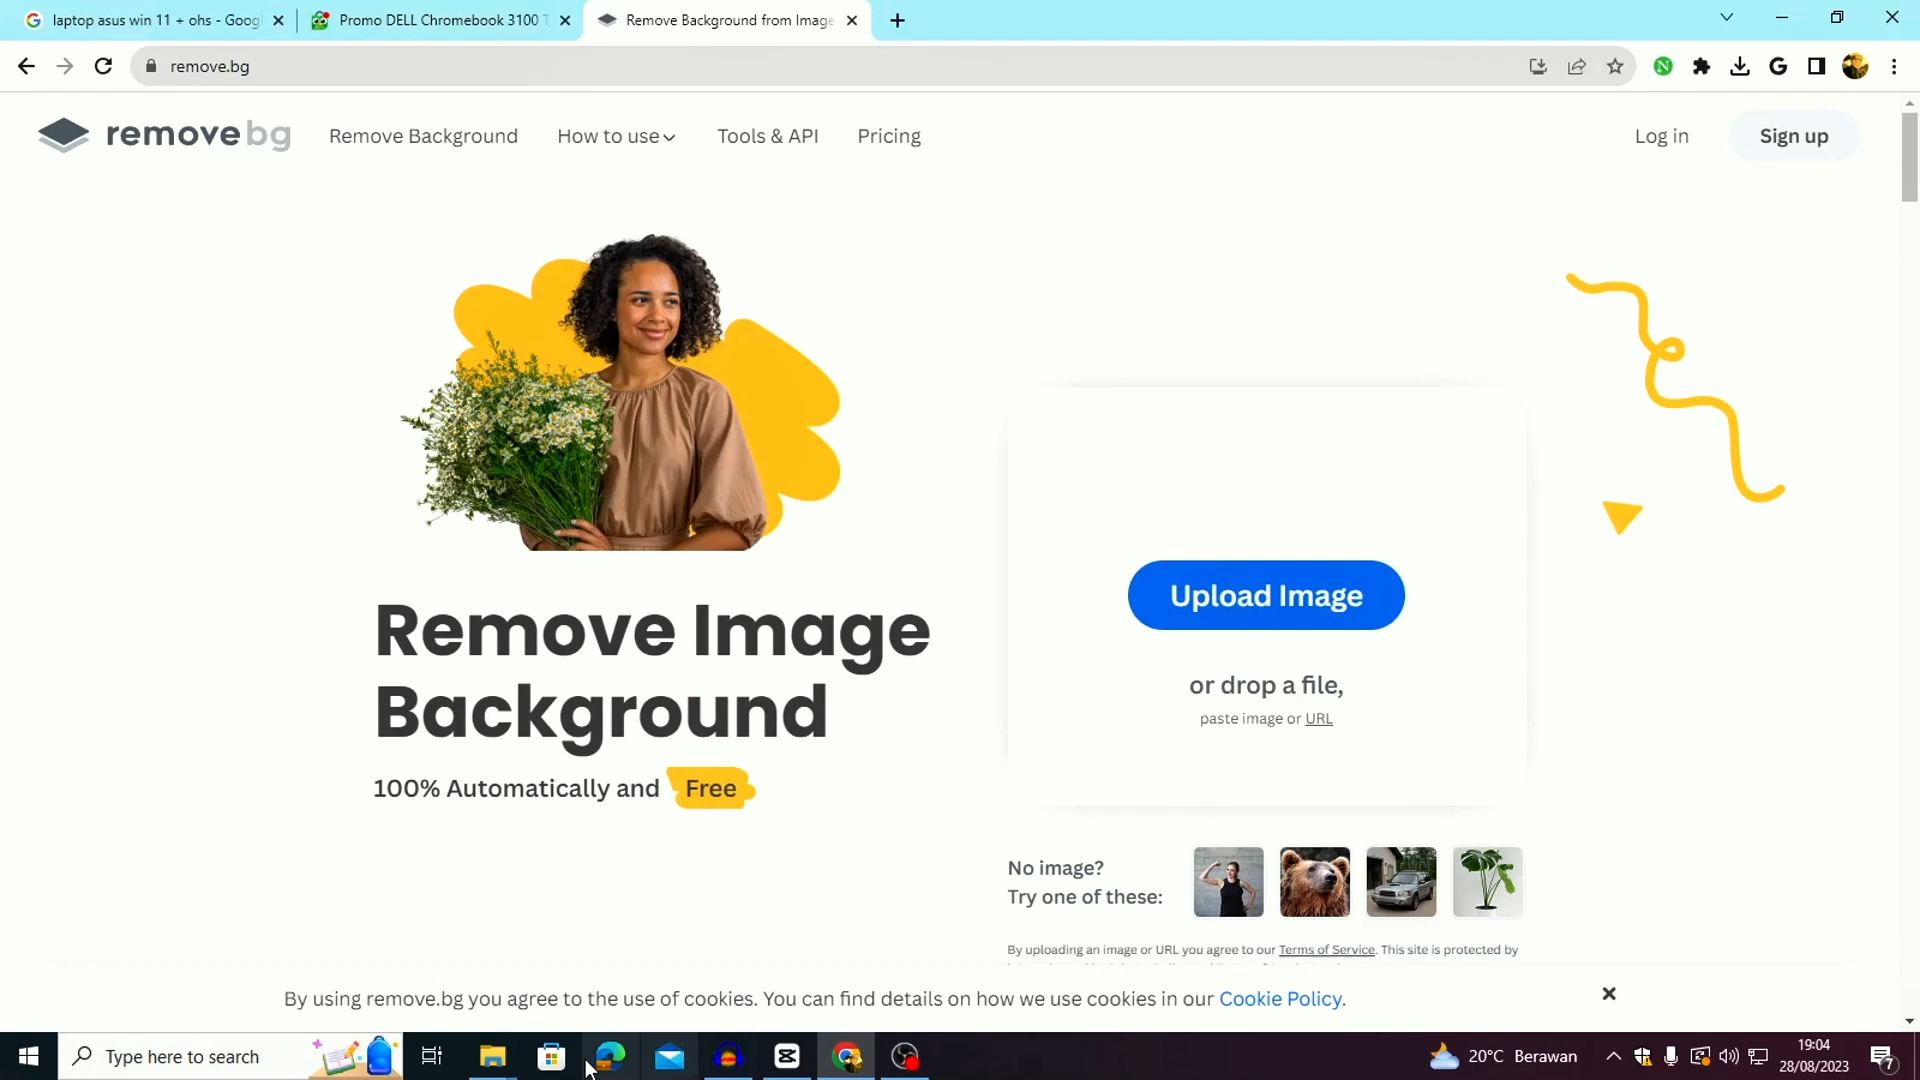 laptop asus win 11 + ohs - Goog
Promo DELL Chromebook 3100 T
Remove Background from Image
remove.bg
removebg
Remove Background
How to use
Tools & API
Pricing
Log in
Sign up
Remove Image
Background
100% Automatically and Free
Upload Image
or drop a file,
paste image or URL
No image?
Try one of these:
By uploading an image or URL you agree to our Terms of Service. This site is protected by
By using remove.bg you agree to the use of cookies. You can find details on how we use cookies in our Cookie Policy.
Type here to search
20°C Berawan
19:04
28/08/2023
7